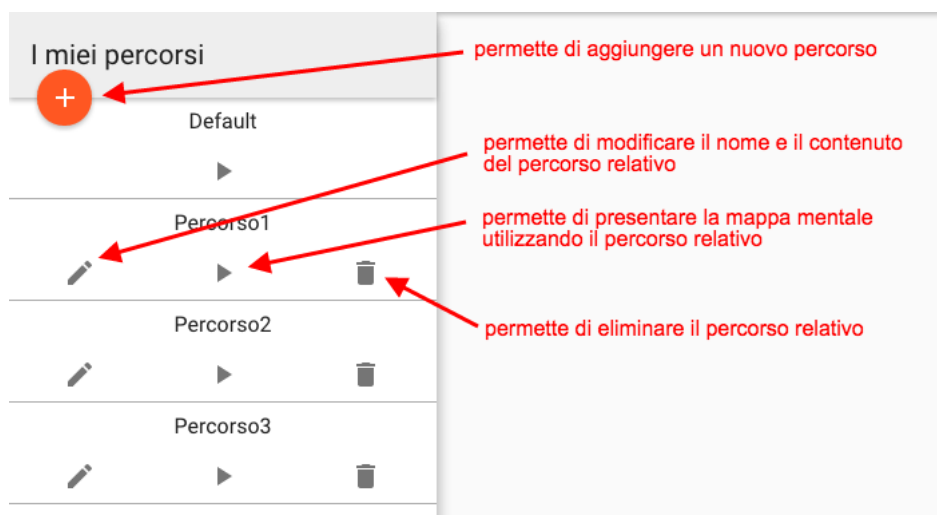 I miei percorsi
permette di aggiungere un nuovo percorso
+
Default
permette di modificare il nome e il contenuto
del percorso relativo
Percorso1
permette di presentare la mappa mentale
utilizzando il percorso relativo
Percorso2
permette di eliminare il percorso relativo
Percorso3